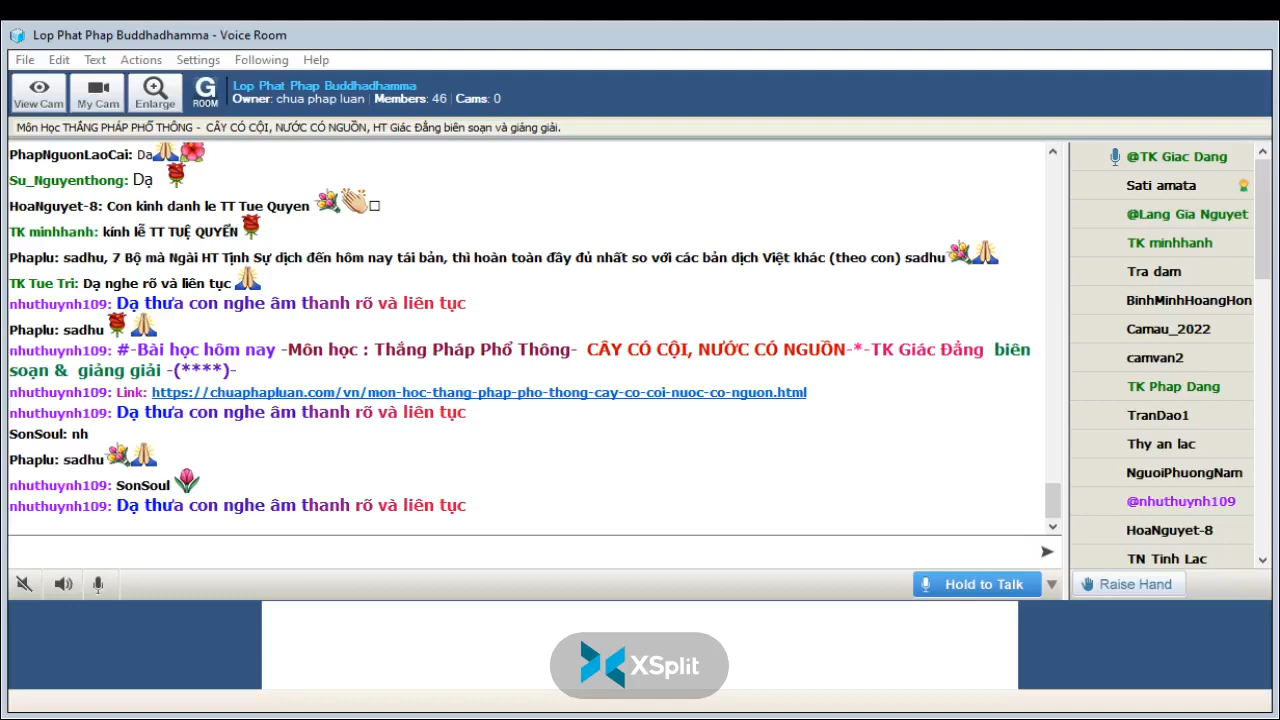 Lop Phat Phap Buddhadhamma - Voice Room
File Edit Text Actions Settings Following Help
View Cam My Cam Enlarge G ROOM
Lop Phat Phap Buddhadhamma
Owner: chua phap luan | Members: 46 | Cams: 0
Môn Học THẮNG PHÁP PHỔ THÔNG - CÂY CÓ CỘI, NƯỚC CÓ NGUỒN, HT Giác Đẳng biên soạn và giảng giải.
PhapNguonLaoCai: Da
Su_Nguyenthong: Dạ
HoaNguyet-8: Con kinh danh le TT Tue Quyen
TK minhhanh: kính lễ TT TUỆ QUYỀN
Phaplu: sadhu, 7 Bộ mà Ngài HT Tịnh Sự dịch đến hôm nay tái bản, thì hoàn toàn đầy đủ nhất so với các bản dịch Việt khác (theo con) sadhu
TK Tue Tri: Dạ nghe rõ và liên tục
nhuthuynh109: Dạ thưa con nghe âm thanh rõ và liên tục
Phaplu: sadhu
nhuthuynh109: #-Bài học hôm nay -Môn học : Thắng Pháp Phổ Thông- CÂY CÓ CỘI, NƯỚC CÓ NGUỒN-*-TK Giác Đẳng biên
soạn & giảng giải -(****)-
nhuthuynh109: Link: https://chuaphapluan.com/vn/mon-hoc-thang-phap-pho-thong-cay-co-coi-nuoc-co-nguon.html
nhuthuynh109: Dạ thưa con nghe âm thanh rõ và liên tục
SonSoul: nh
Phaplu: sadhu
nhuthuynh109: SonSoul
nhuthuynh109: Dạ thưa con nghe âm thanh rõ và liên tục
@TK Giac Dang
Sati amata
@Lang Gia Nguyet
TK minhhanh
Tra dam
BinhMinhHoangHon
Camau_2022
camvan2
TK Phap Dang
TranDao1
Thy an lac
NguoiPhuongNam
@nhuthuynh109
HoaNguyet-8
TN Tinh Lac
Hold to Talk
Raise Hand
XSplit